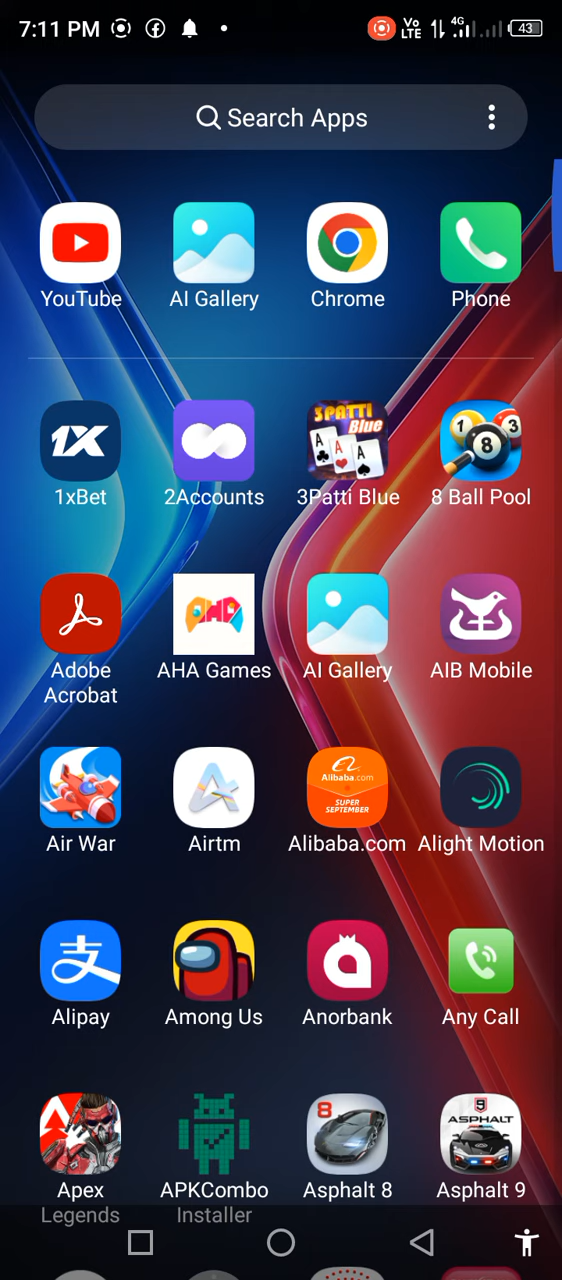 7:11 PM
Vo
LTE
4G
43
Search Apps
YouTube
AI Gallery
Chrome
Phone
1X
3PATTI
Blue
A
A
A
1
3
8
1xBet
2Accounts
3Patti Blue
8 Ball Pool
AHA
Adobe
Acrobat
AHA Games
AI Gallery
AIB Mobile
Alibaba.com
SUPER
SEPTEMBER
Air War
Airtm
Alibaba.com
Alight Motion
支
Alipay
Among Us
Anorbank
Any Call
8
9
ASPHALT
Apex
Legends
APKCombo
Installer
Asphalt 8
Asphalt 9